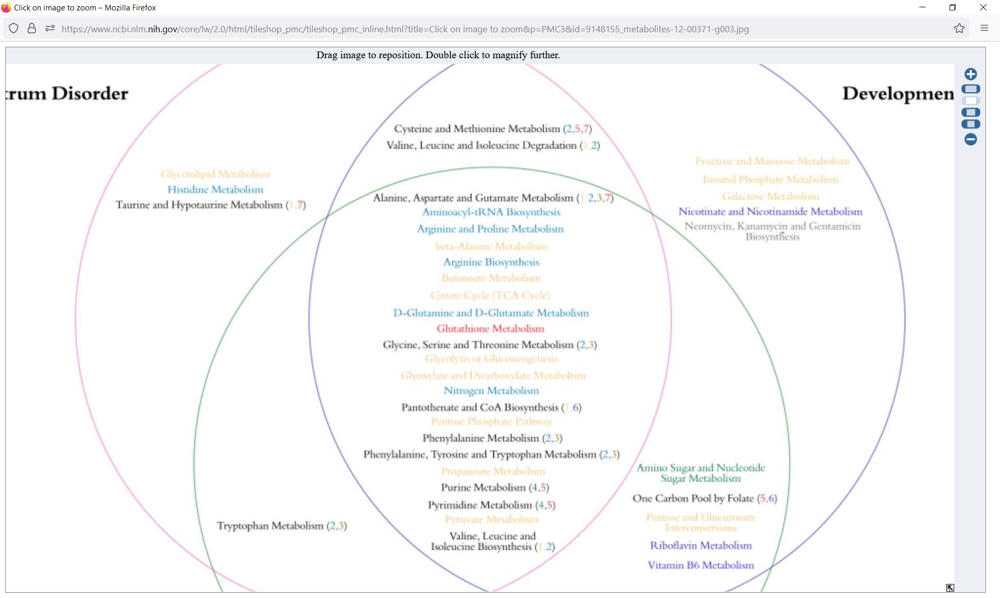 Click on image to zoom – Mozilla Firefox
https://www.ncbi.nlm.nih.gov/core/lw/2.0/html/tileshop_pmc/tileshop_pmc_inline.html?title=Click on image to zoom&p=PMC3&id=9148155_metabolites-12-00371-g003.jpg
Drag image to reposition. Double click to magnify further.
trum Disorder
Developmen
Cysteine and Methionine Metabolism (2,5,7)
Valine, Leucine and Isoleucine Degradation (1,2)
Glycerolipid Metabolism
Histidine Metabolism
Taurine and Hypotaurine Metabolism (1,7)
Fructose and Mannose Metabolism
Inositol Phosphate Metabolism
Galactose Metabolism
Nicotinate and Nicotinamide Metabolism
Neomycin, Kanamycin and Gentamicin
Biosynthesis
Alanine, Aspartate and Gutamate Metabolism (1,2,3,7)
Aminoacyl-tRNA Biosynthesis
Arginine and Proline Metabolism
beta-Alanine Metabolism
Arginine Biosynthesis
Butanoate Metabolism
Citrate Cycle (TCA Cycle)
D-Glutamine and D-Glutamate Metabolism
Glutathione Metabolism
Glycine, Serine and Threonine Metabolism (2,3)
Glycolysis or Gluconeogenesis
Glyoxylate and Dicarboxylate Metabolism
Nitrogen Metabolism
Pantothenate and CoA Biosynthesis (1,6)
Pentose Phosphate Pathway
Phenylalanine Metabolism (2,3)
Phenylalanine, Tyrosine and Tryptophan Metabolism (2,3)
Propanoate Metabolism
Purine Metabolism (4,5)
Pyrimidine Metabolism (4,5)
Pyruvate Metabolism
Valine, Leucine and
Isoleucine Biosynthesis (1,2)
Tryptophan Metabolism (2,3)
Amino Sugar and Nucleotide
Sugar Metabolism
One Carbon Pool by Folate (5,6)
Pentose and Glucuronate
Interconversions
Riboflavin Metabolism
Vitamin B6 Metabolism